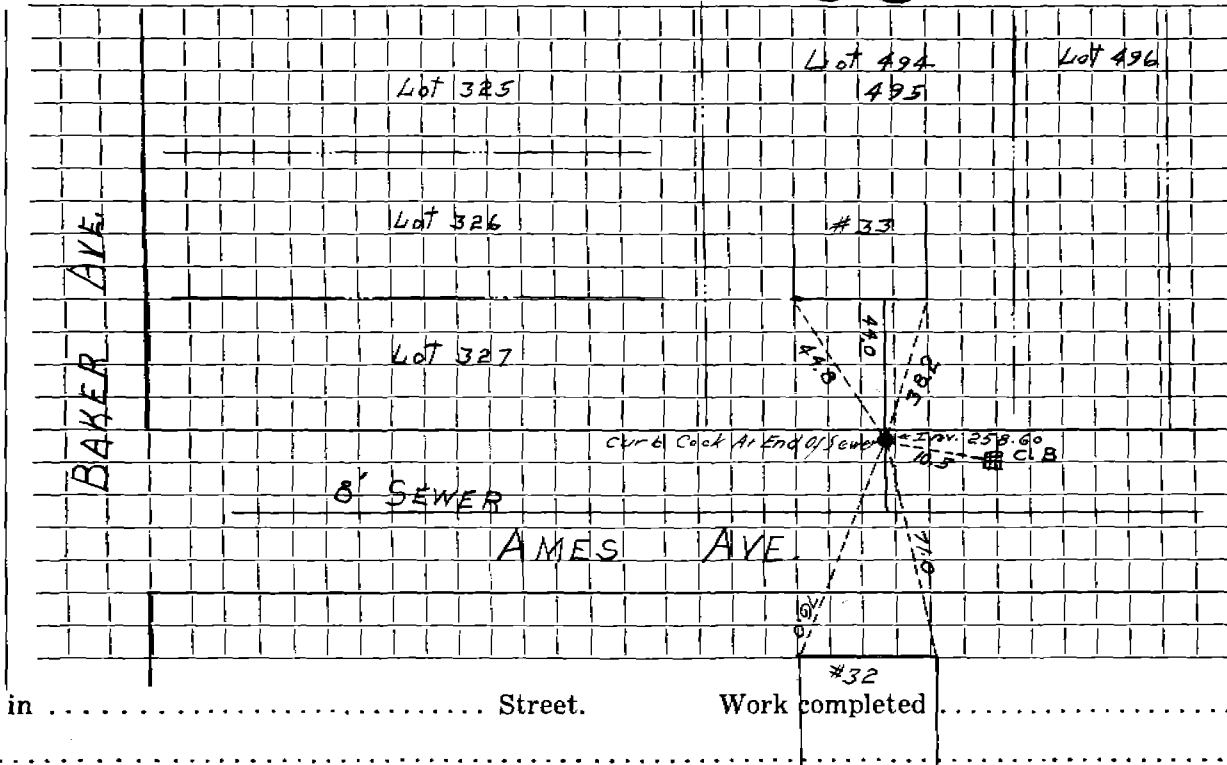 Lot 494
495
Lot 496
Lot 325
Lot 326
#33
BAKER AVE.
Lot 327
44.0
44.8
38.2
Curb Cock At End Of Sewer
Inv. 258.60
10.5
C.B
8" SEWER
AMES AVE.
71.0
#32
in .......... Street. Work completed ..........